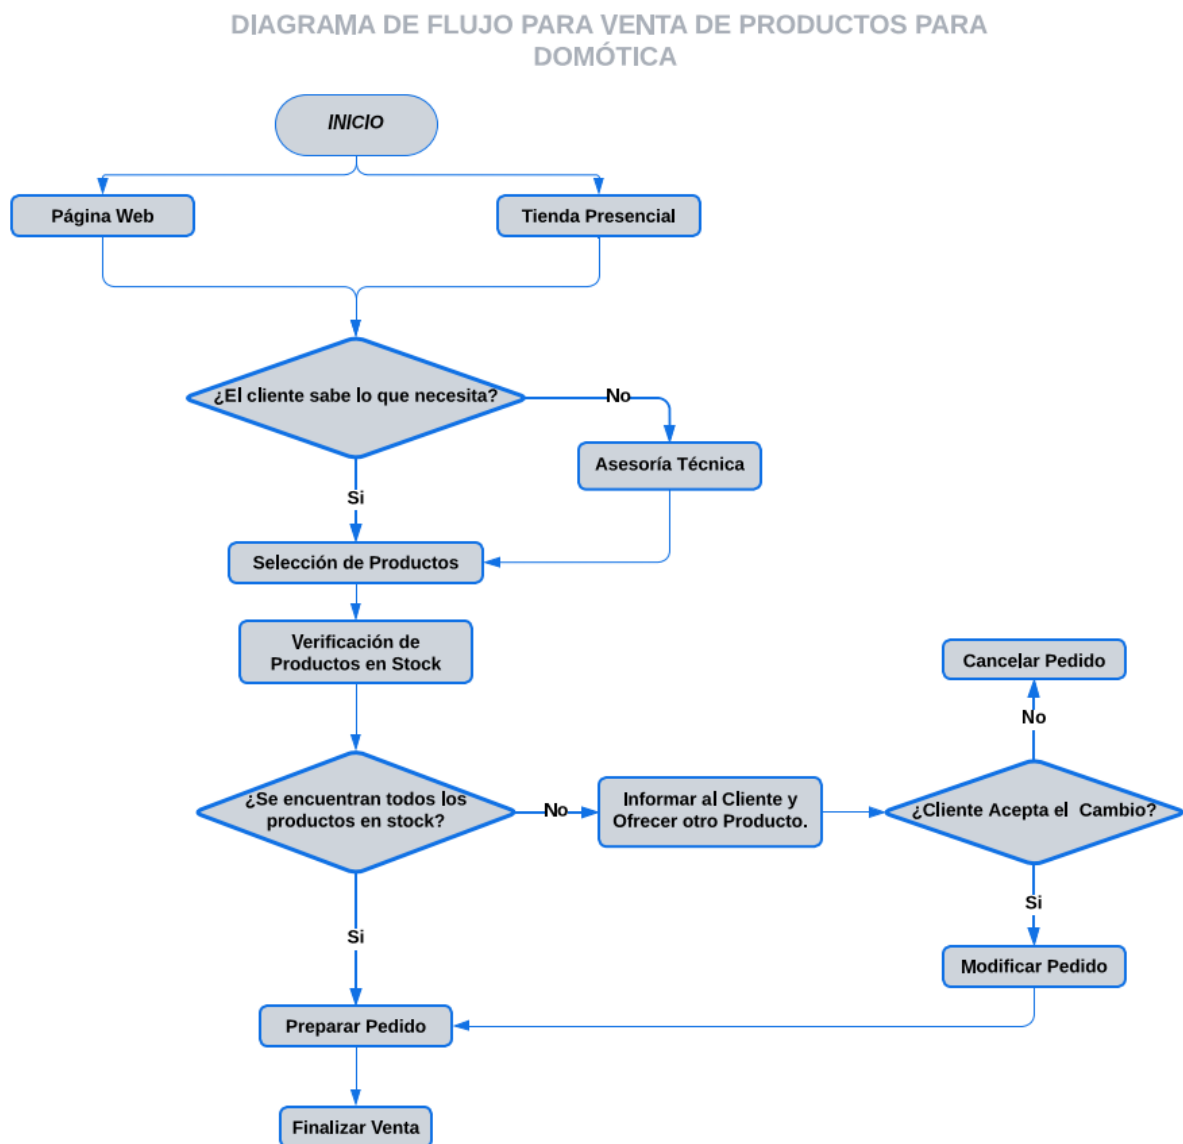 DIAGRAMA DE FLUJO PARA VENTA DE PRODUCTOS PARA
DOMÓTICA
INICIO
Página Web
Tienda Presencial
¿El cliente sabe lo que necesita?
No
Asesoría Técnica
Si
Selección de Productos
Verificación de
Productos en Stock
Cancelar Pedido
No
¿Se encuentran todos los
productos en stock?
No
Informar al Cliente y
Ofrecer otro Producto.
¿Cliente Acepta el Cambio?
Si
Si
Modificar Pedido
Preparar Pedido
Finalizar Venta